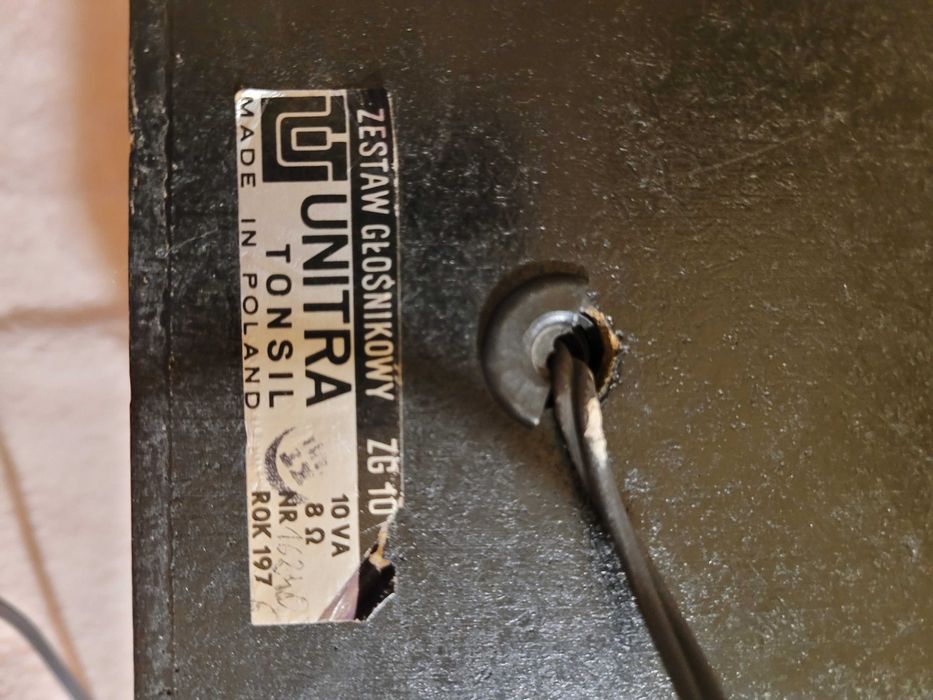 ZESTAW GŁOŚNIKOWY ZG 10
UNITRA
TONSIL
MADE IN POLAND
10 VA
8 Ω
NR
ROK 197